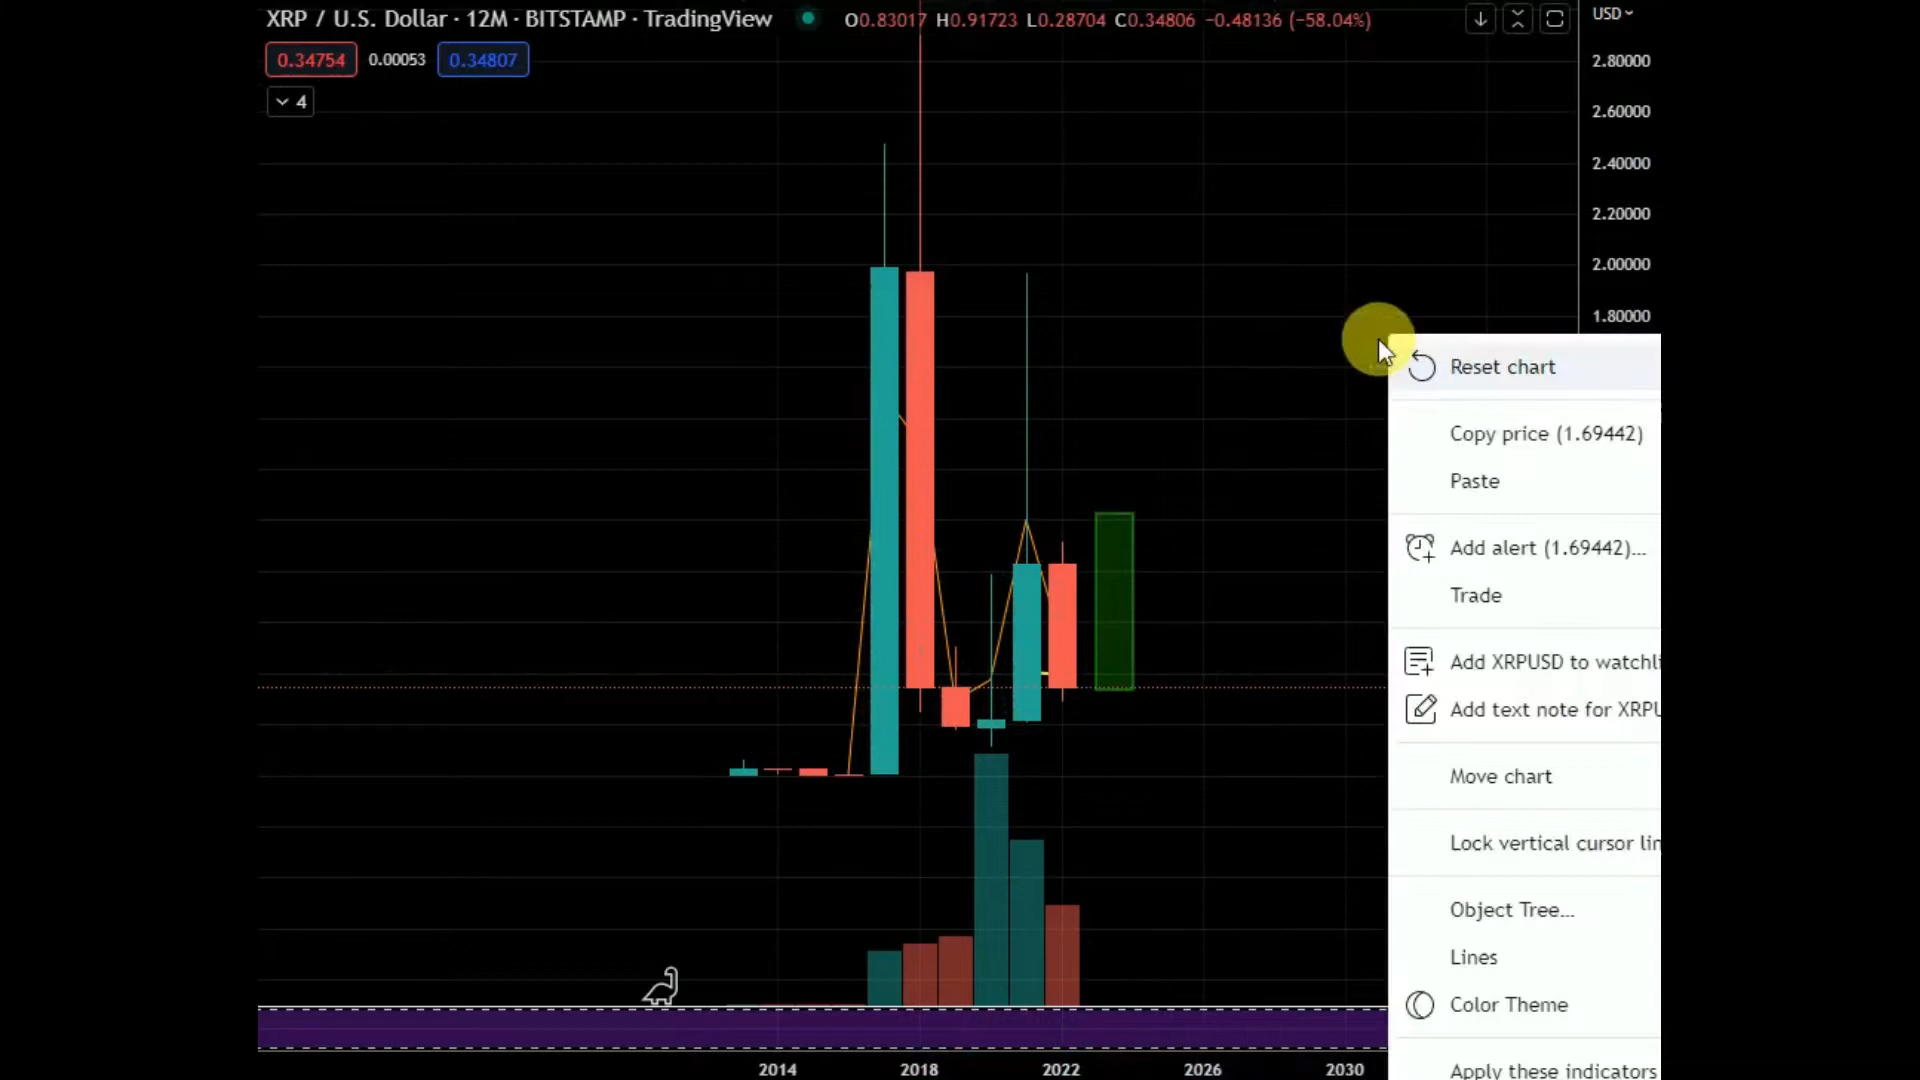 XRP / U.S. Dollar · 12M · BITSTAMP · TradingView
O0.83017 H0.91723 L0.28704 C0.34806 −0.48136 (−58.04%)
USD
0.34754 0.00053 0.34807
4
2.80000
2.60000
2.40000
2.20000
2.00000
1.80000
Reset chart
Copy price (1.69442)
Paste
Add alert (1.69442)...
Trade
Add XRPUSD to watchli
Add text note for XRPU
Move chart
Lock vertical cursor lin
Object Tree...
Lines
Color Theme
Apply these indicators
2014 2018 2022 2026 2030